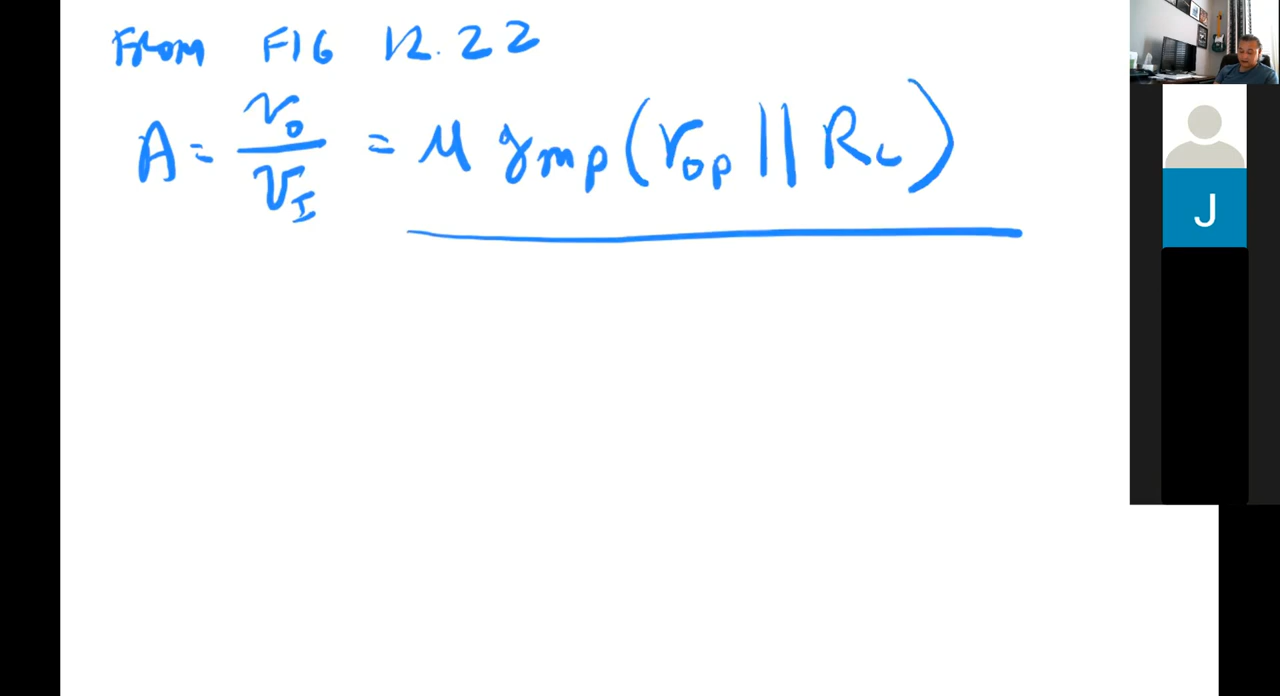 From FIG 12.22
A = v_o / v_I = μ g_mp (r_op || R_L)
J